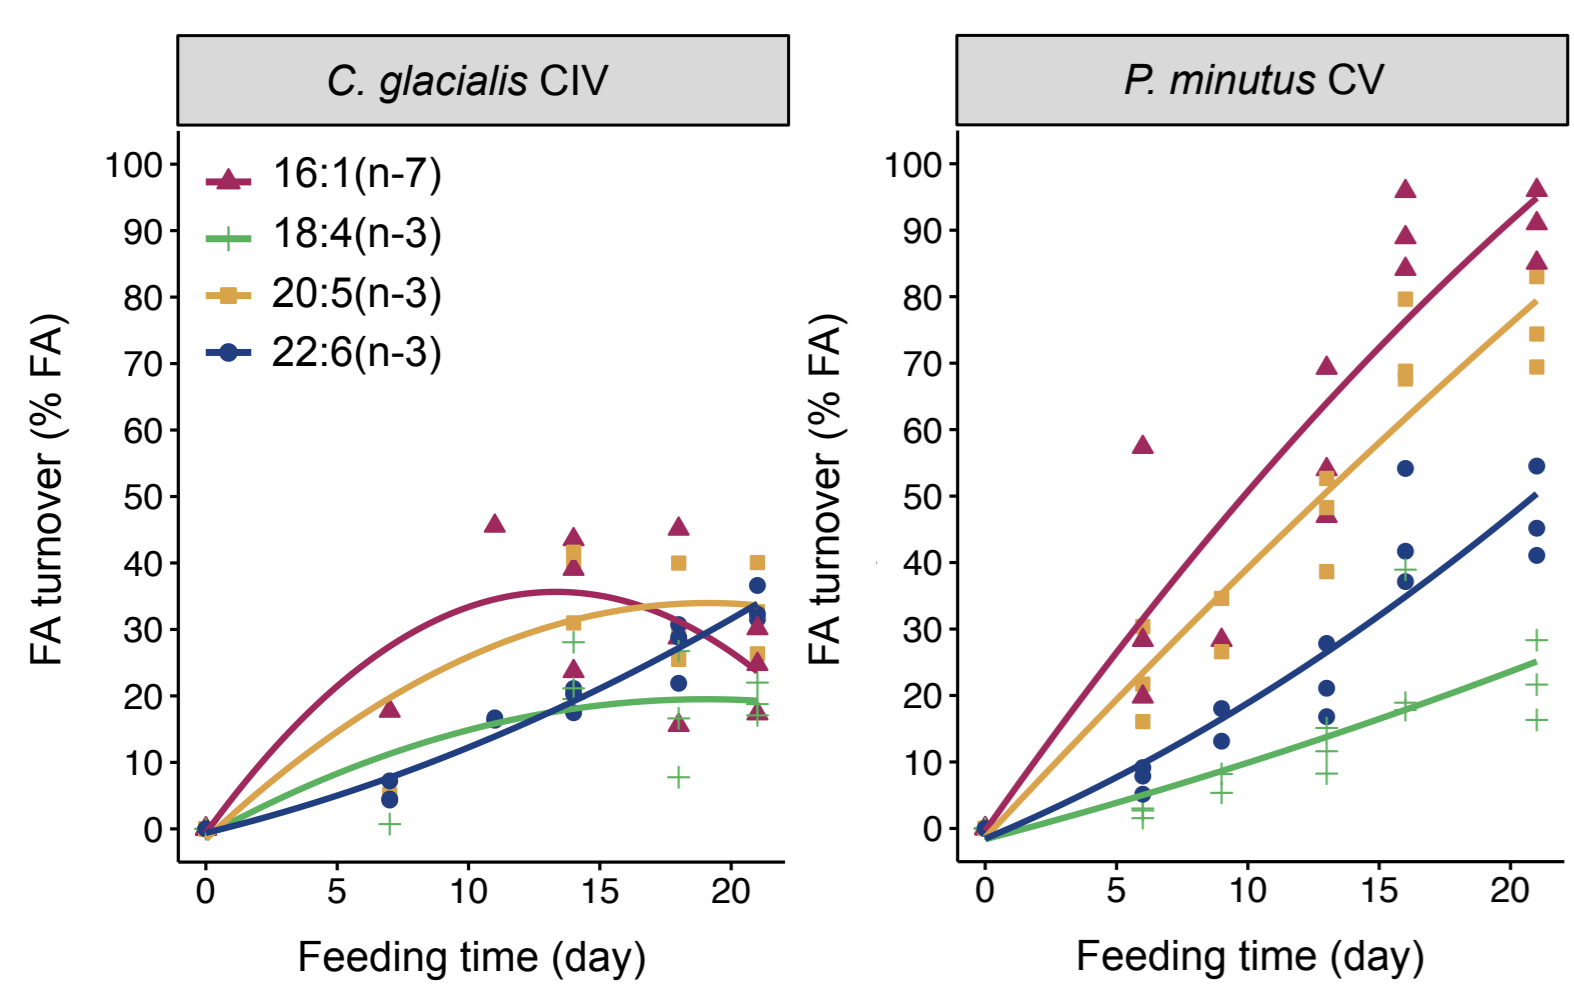 C. glacialis CIV
P. minutus CV
16:1(n-7)
18:4(n-3)
20:5(n-3)
22:6(n-3)
FA turnover (% FA)
100
90
80
70
60
50
40
30
20
10
0
0 5 10 15 20
Feeding time (day)
FA turnover (% FA)
100
90
80
70
60
50
40
30
20
10
0
0 5 10 15 20
Feeding time (day)